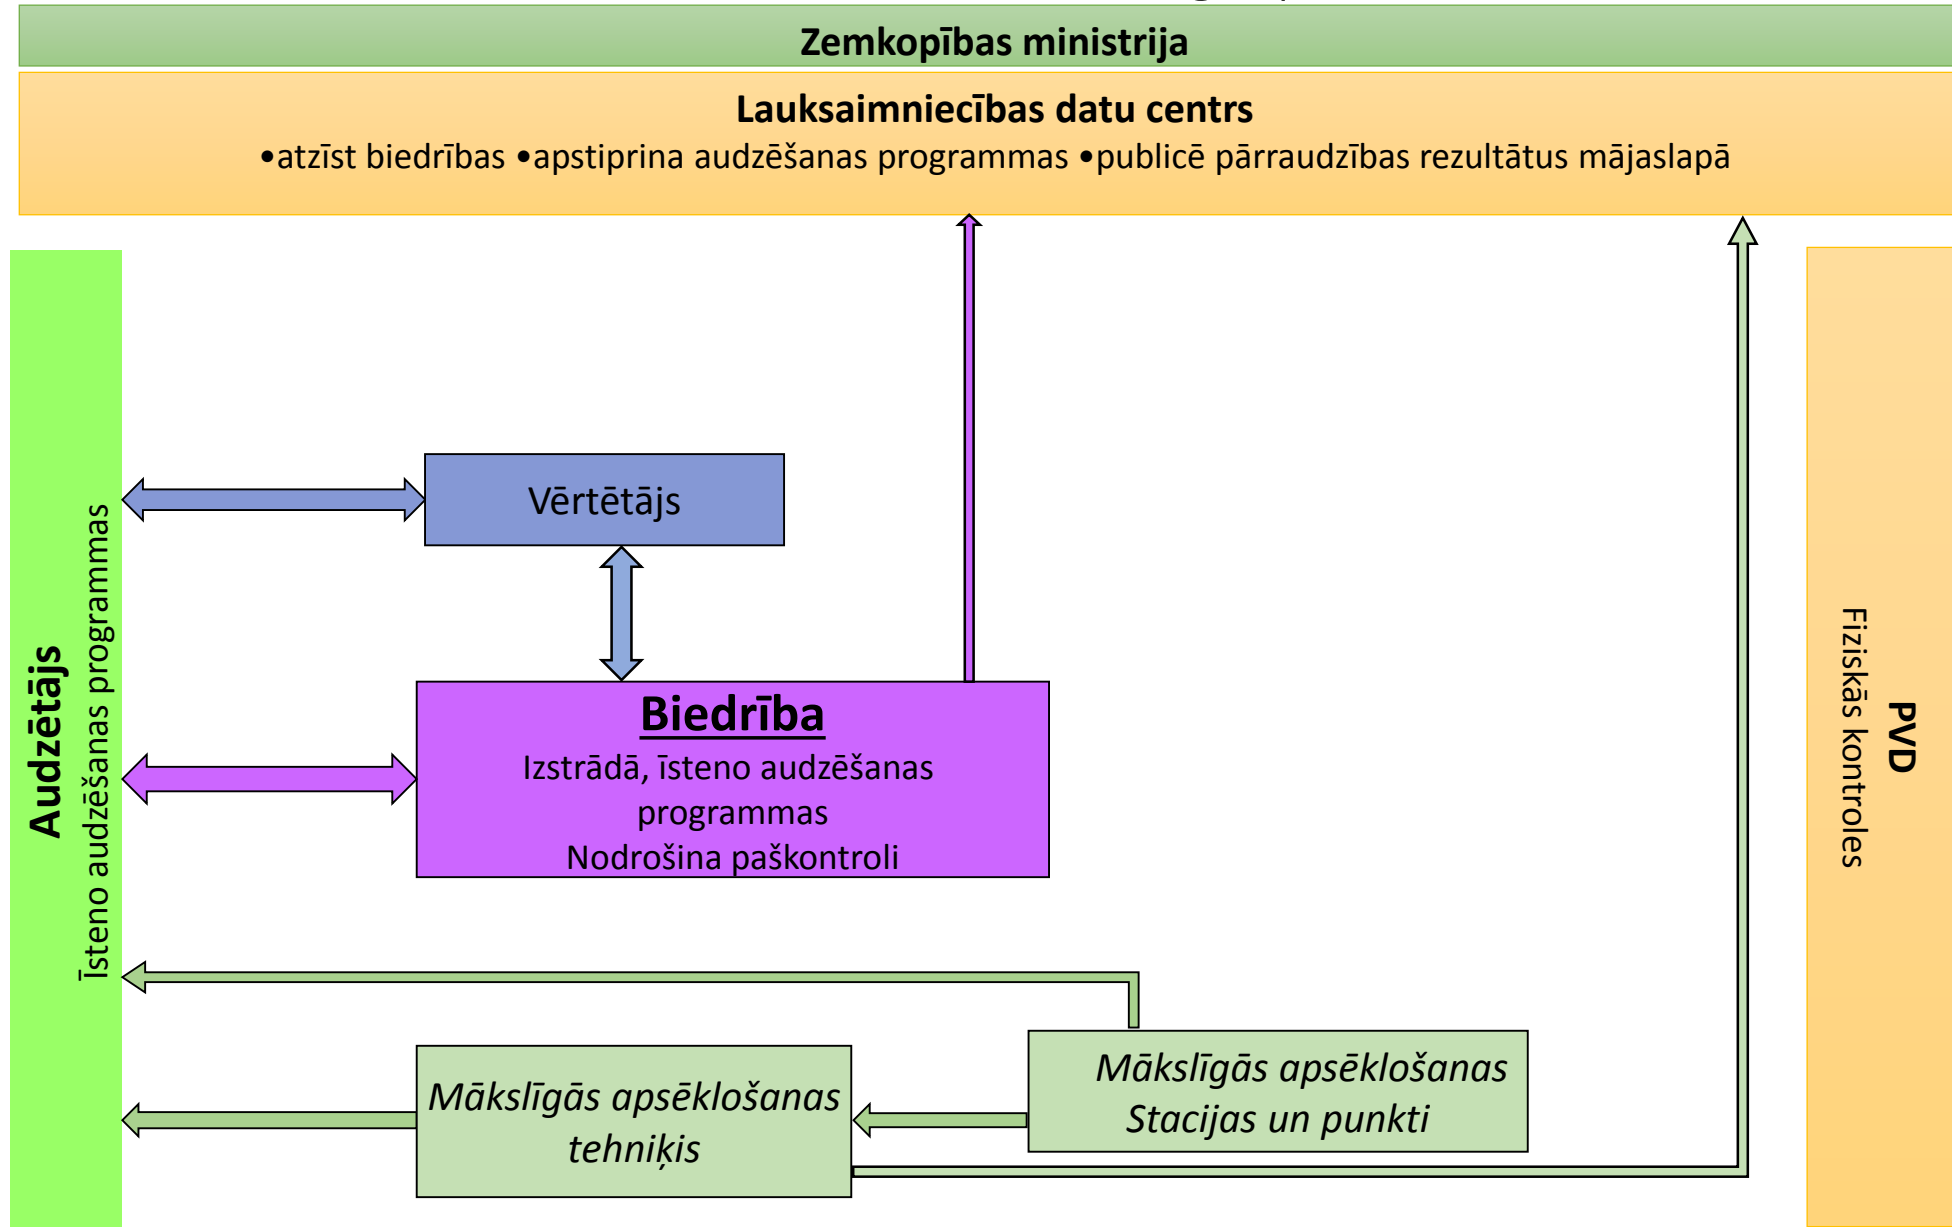 Zemkopības ministrija
Lauksaimniecības datu centrs
•atzīst biedrības •apstiprina audzēšanas programmas •publicē pārraudzības rezultātus mājaslapā
Audzētājs
Īsteno audzēšanas programmas
Vērtētājs
Biedrība
Izstrādā, īsteno audzēšanas
programmas
Nodrošina paškontroli
Mākslīgās apsēklošanas
tehniķis
Mākslīgās apsēklošanas
Stacijas un punkti
PVD
Fiziskās kontroles